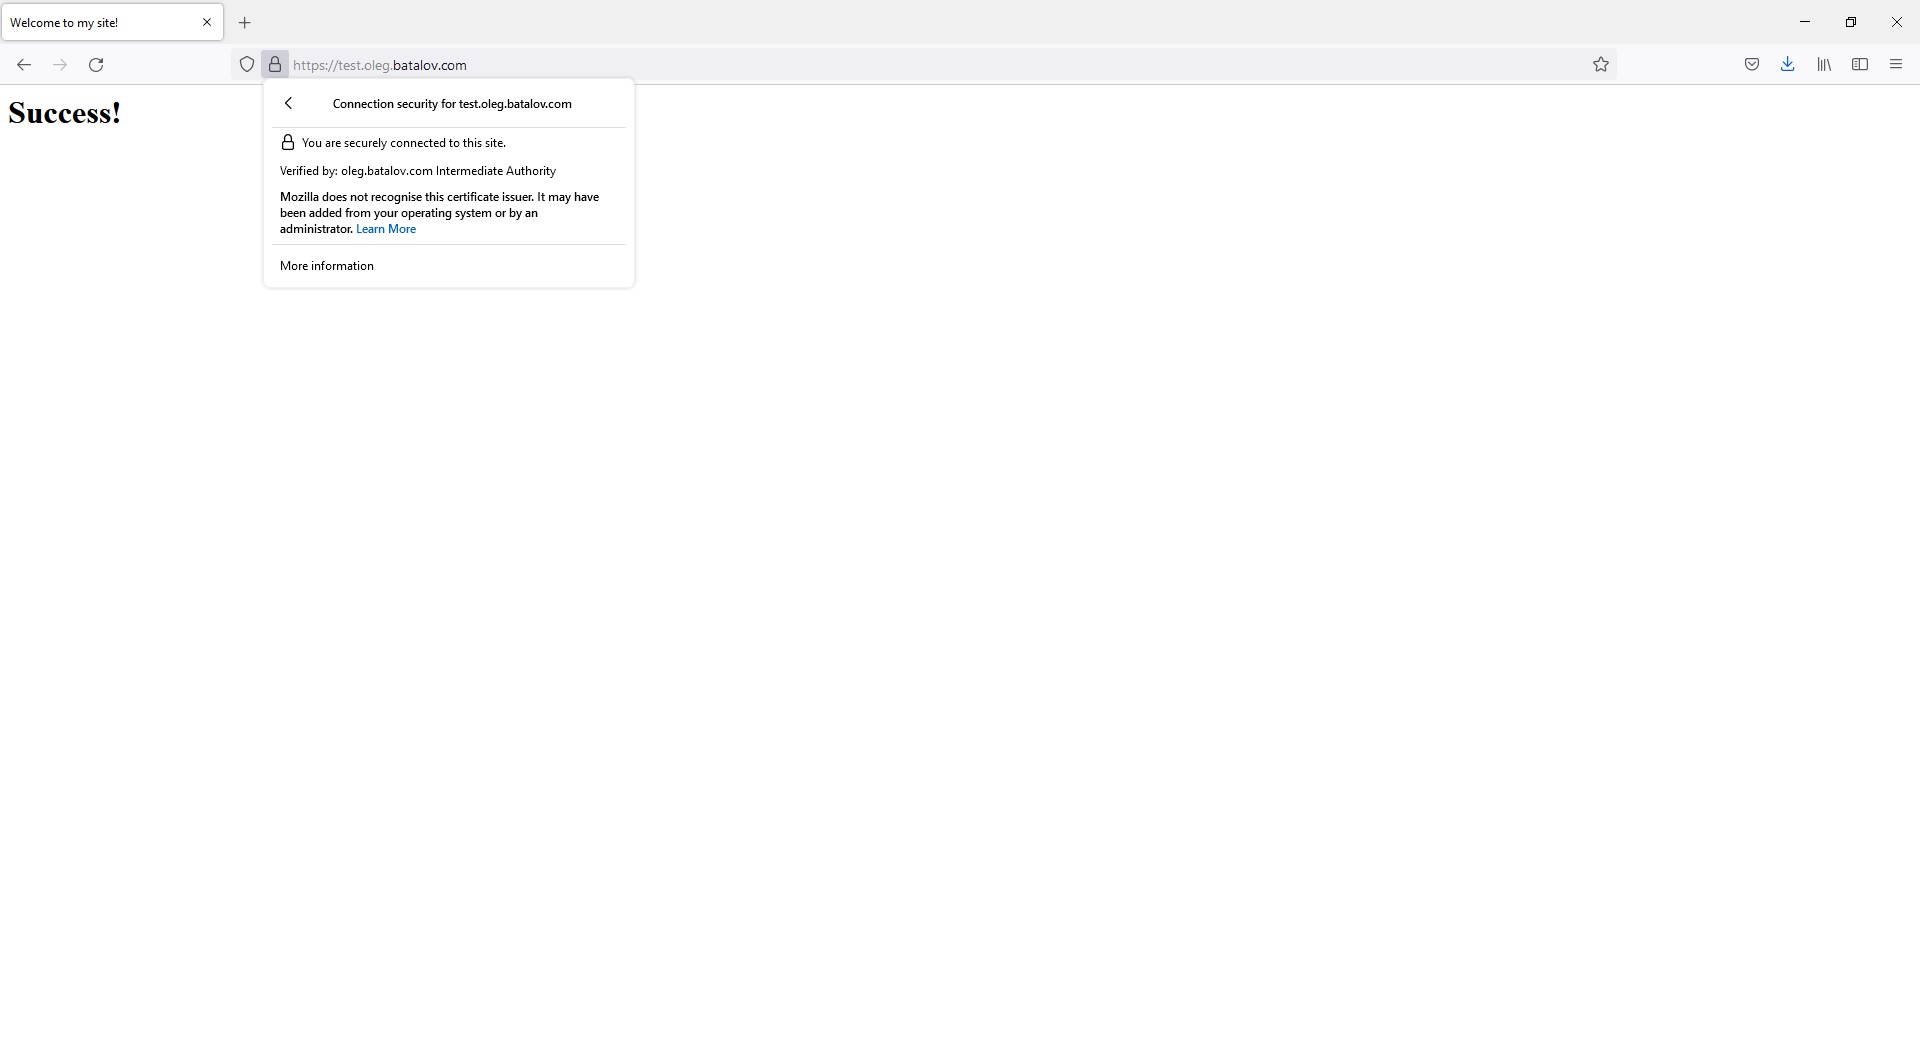 Welcome to my site!
https://test.oleg.batalov.com
Success!
Connection security for test.oleg.batalov.com
You are securely connected to this site.
Verified by: oleg.batalov.com Intermediate Authority
Mozilla does not recognise this certificate issuer. It may have
been added from your operating system or by an
administrator. Learn More
More information